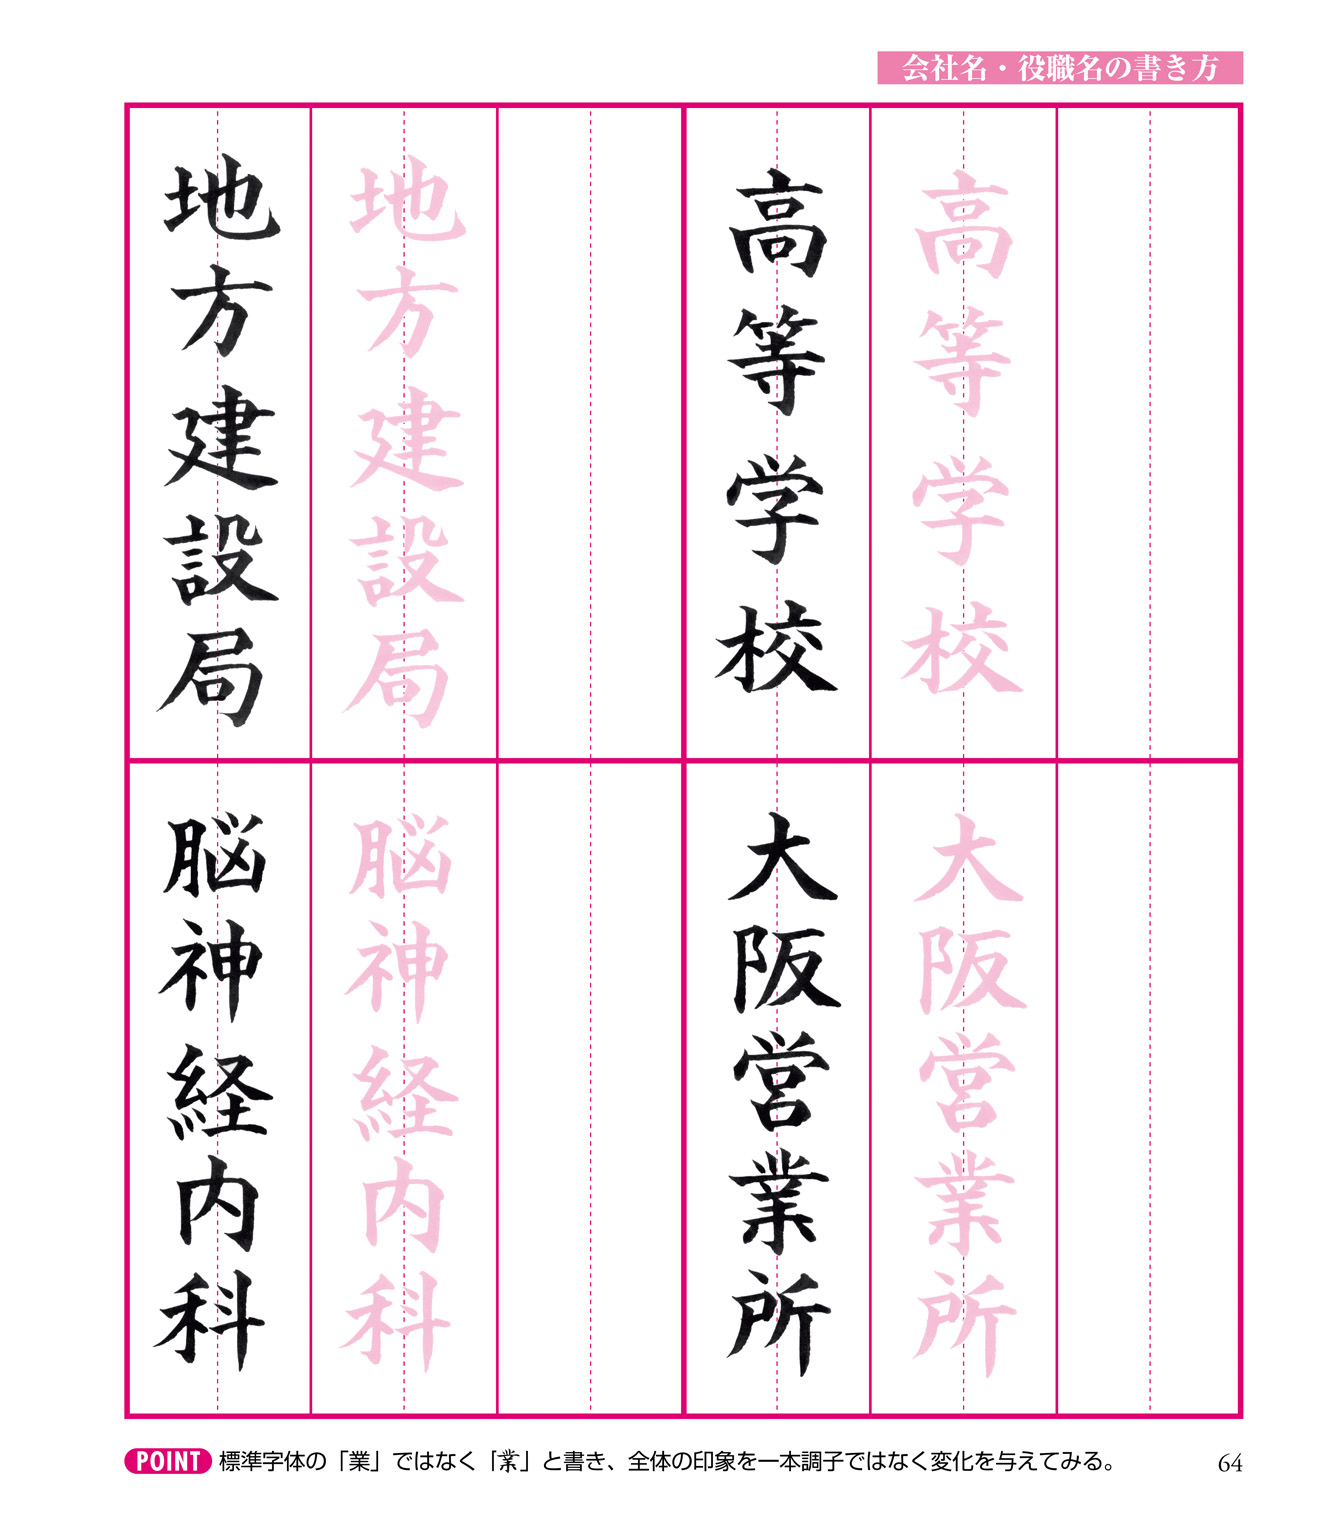 会社名・役職名の書き方
高等学校
高等学校
地方建設局
地方建設局
大阪営業所
大阪営業所
脳神経内科
脳神経内科
POINT 標準字体の「業」ではなく「業」と書き、全体の印象を一本調子ではなく変化を与えてみる。
64